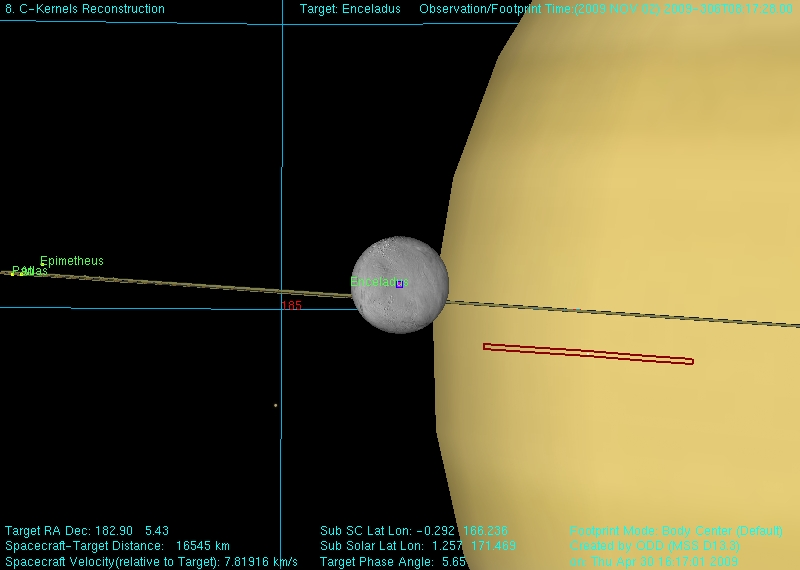 8. C-Kernels Reconstruction Target: Enceladus Observation/Footprint Time:(2009 NOV 02) 2009-306T08:17:20.00
Epimetheus
Enceladus
185
Target RA Dec: 182.90 5.43 Sub SC Lat Lon: -0.292 166.236 Footprint Mode: Body Center (Default)
Spacecraft-Target Distance: 16545 km Sub Solar Lat Lon: 1.257 171.469 Created by CDD (MSS D13.3)
Spacecraft Velocity(relative to Target): 7.81916 km/s Target Phase Angle: 5.65 on: Thu Apr 30 16:17:01 2009